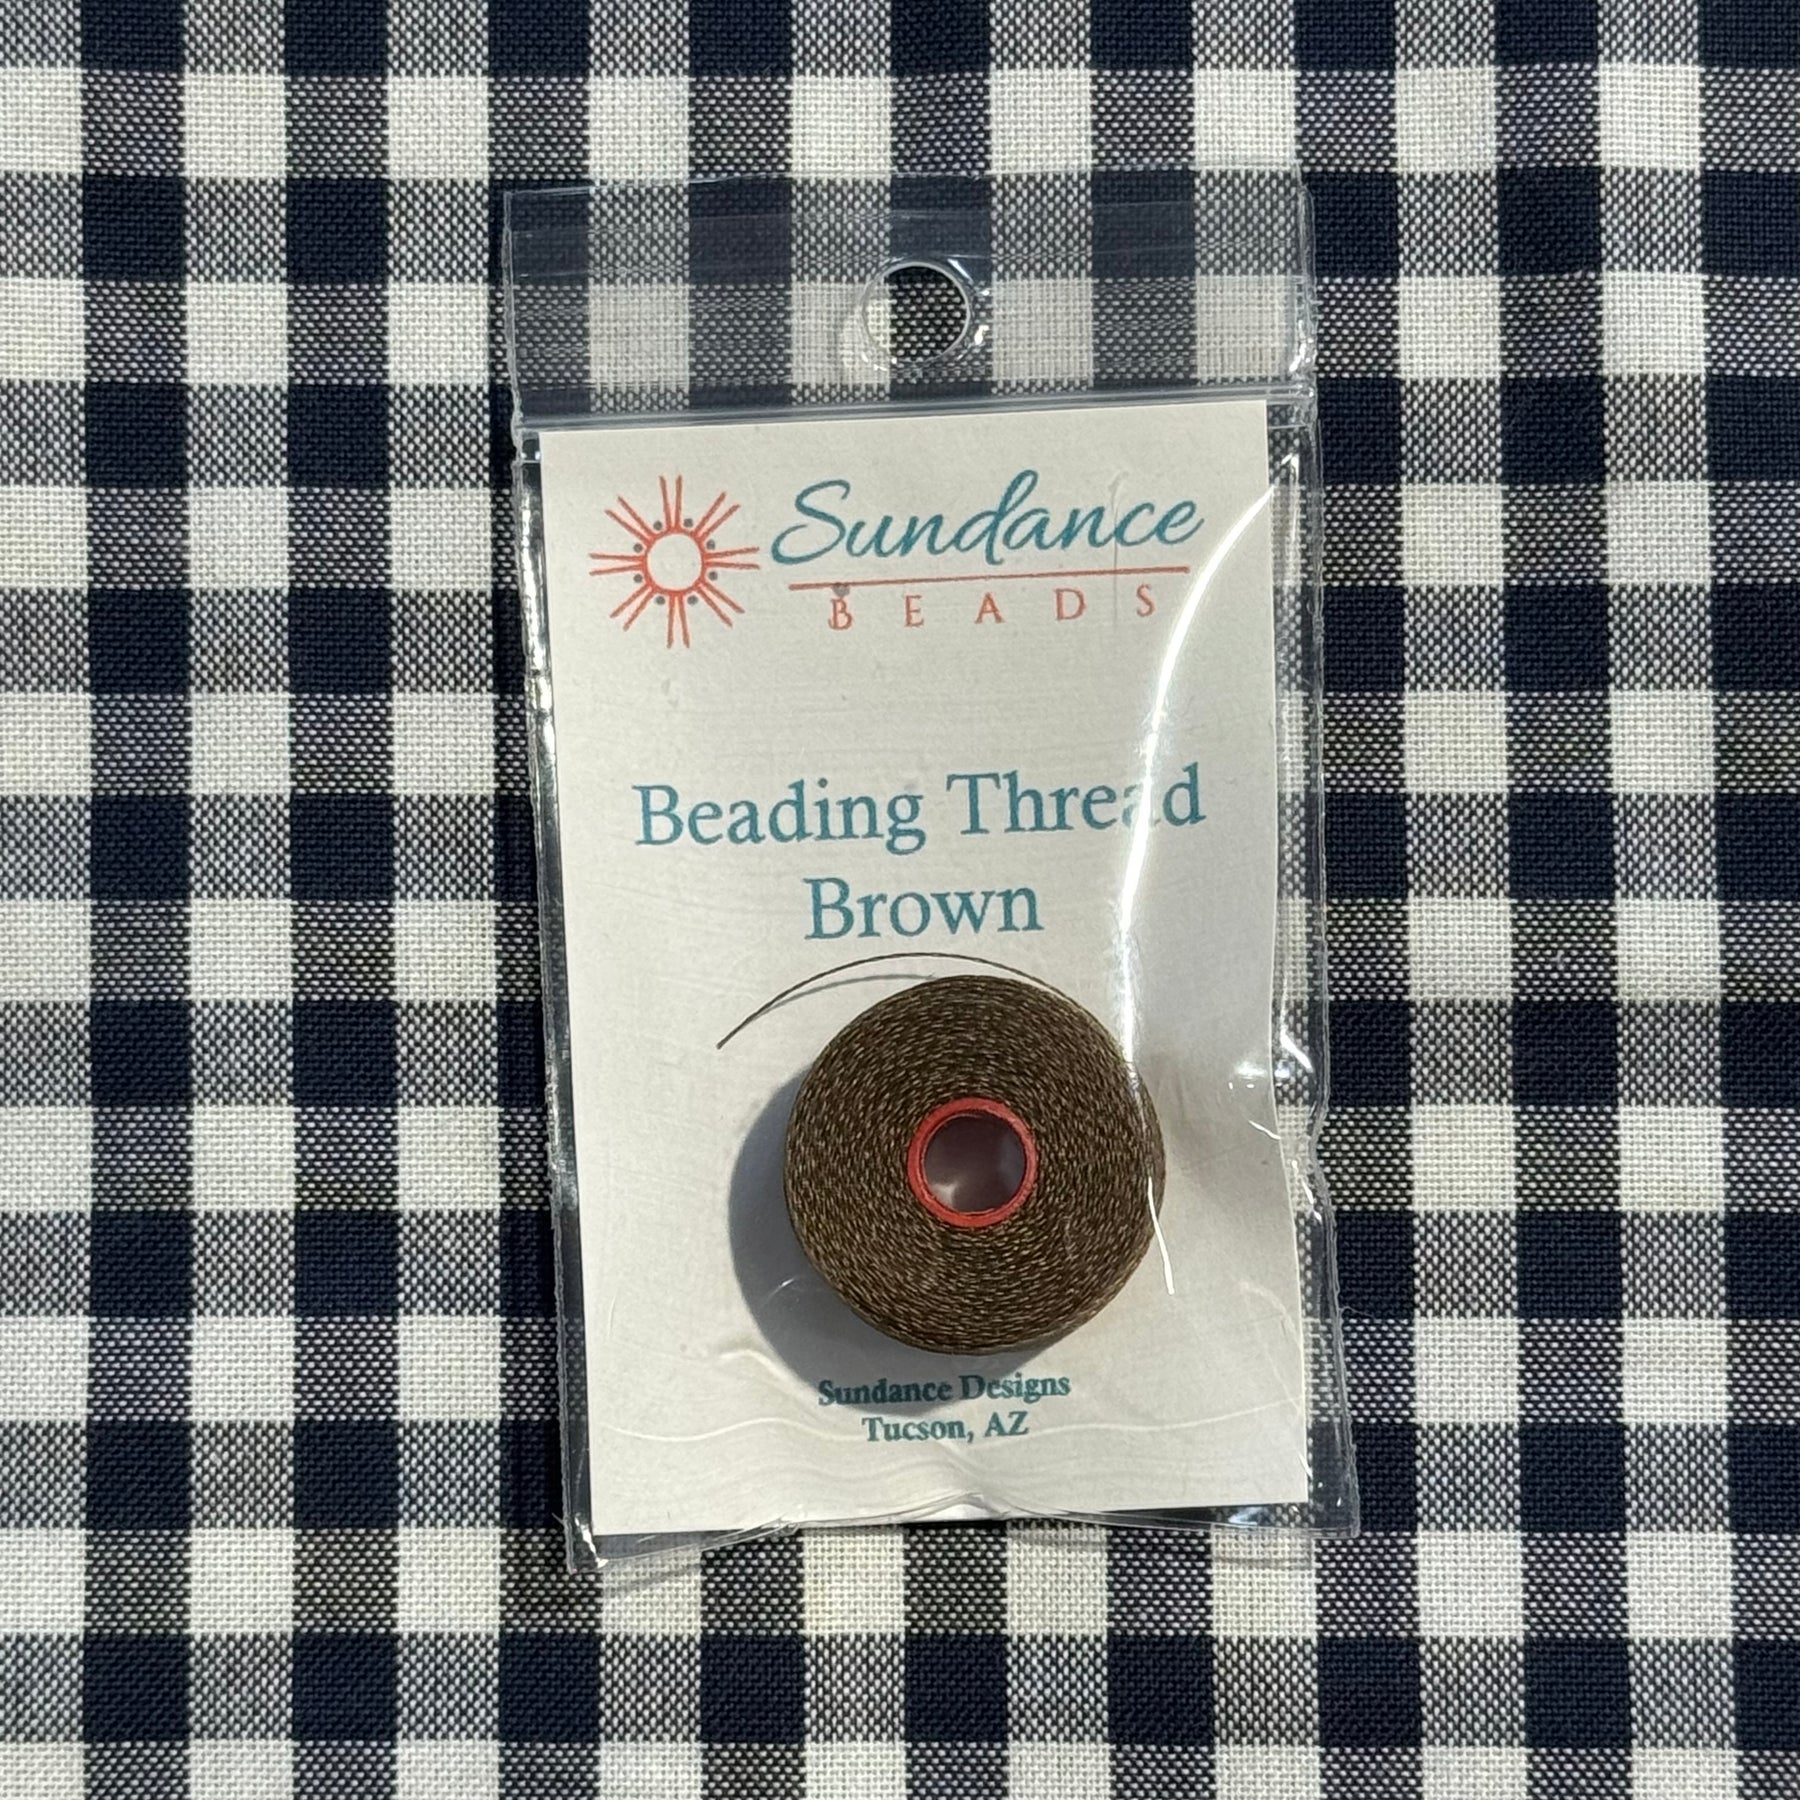 Sundance
BEADS
Beading Thread
Brown
Sundance Designs
Tucson, AZ